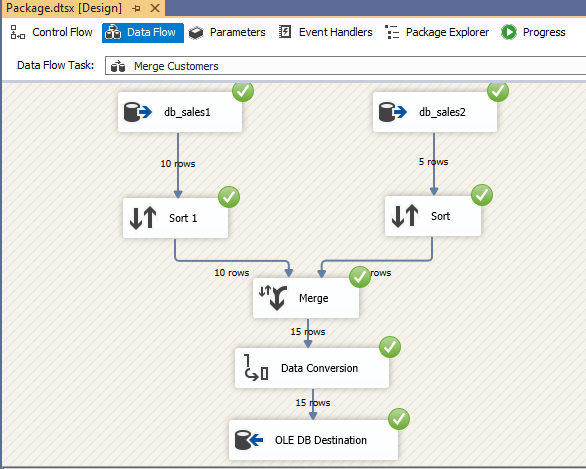 Package.dtsx [Design]
Control Flow
Data Flow
Parameters
Event Handlers
Package Explorer
Progress
Data Flow Task:
Merge Customers
db_sales1
db_sales2
10 rows
5 rows
Sort 1
Sort
10 rows
rows
Merge
15 rows
Data Conversion
15 rows
OLE DB Destination